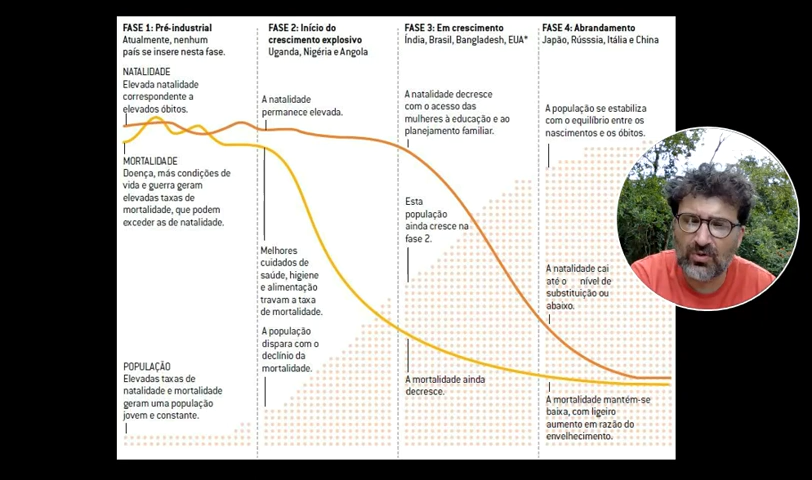 FASE 1: Pré-industrial
Atualmente, nenhum
país se insere nesta fase.
NATALIDADE
Elevada natalidade
correspondente a
elevados óbitos.
MORTALIDADE
Doença, más condições de
vida e guerra geram
elevadas taxas de
mortalidade, que podem
exceder as de natalidade.
POPULAÇÃO
Elevadas taxas de
natalidade e mortalidade
geram uma população
jovem e constante.
FASE 2: Início do
crescimento explosivo
Uganda, Nigéria e Angola
A natalidade
permanece elevada.
Melhores
cuidados de
saúde, higiene
e alimentação
travam a taxa
de mortalidade.
A população
dispara com o
declínio da
mortalidade.
FASE 3: Em crescimento
Índia, Brasil, Bangladesh, EUA*
A natalidade decresce
com o acesso das
mulheres à educação e ao
planejamento familiar.
Esta
população
ainda cresce na
fase 2.
A mortalidade ainda
decresce.
FASE 4: Abrandamento
Japão, Rússsia, Itália e China
A população se estabiliza
com o equilíbrio entre os
nascimentos e os óbitos.
A natalidade cai
até o nível de
substituição ou
abaixo.
A mortalidade mantém-se
baixa, com ligeiro
aumento em razão do
envelhecimento.